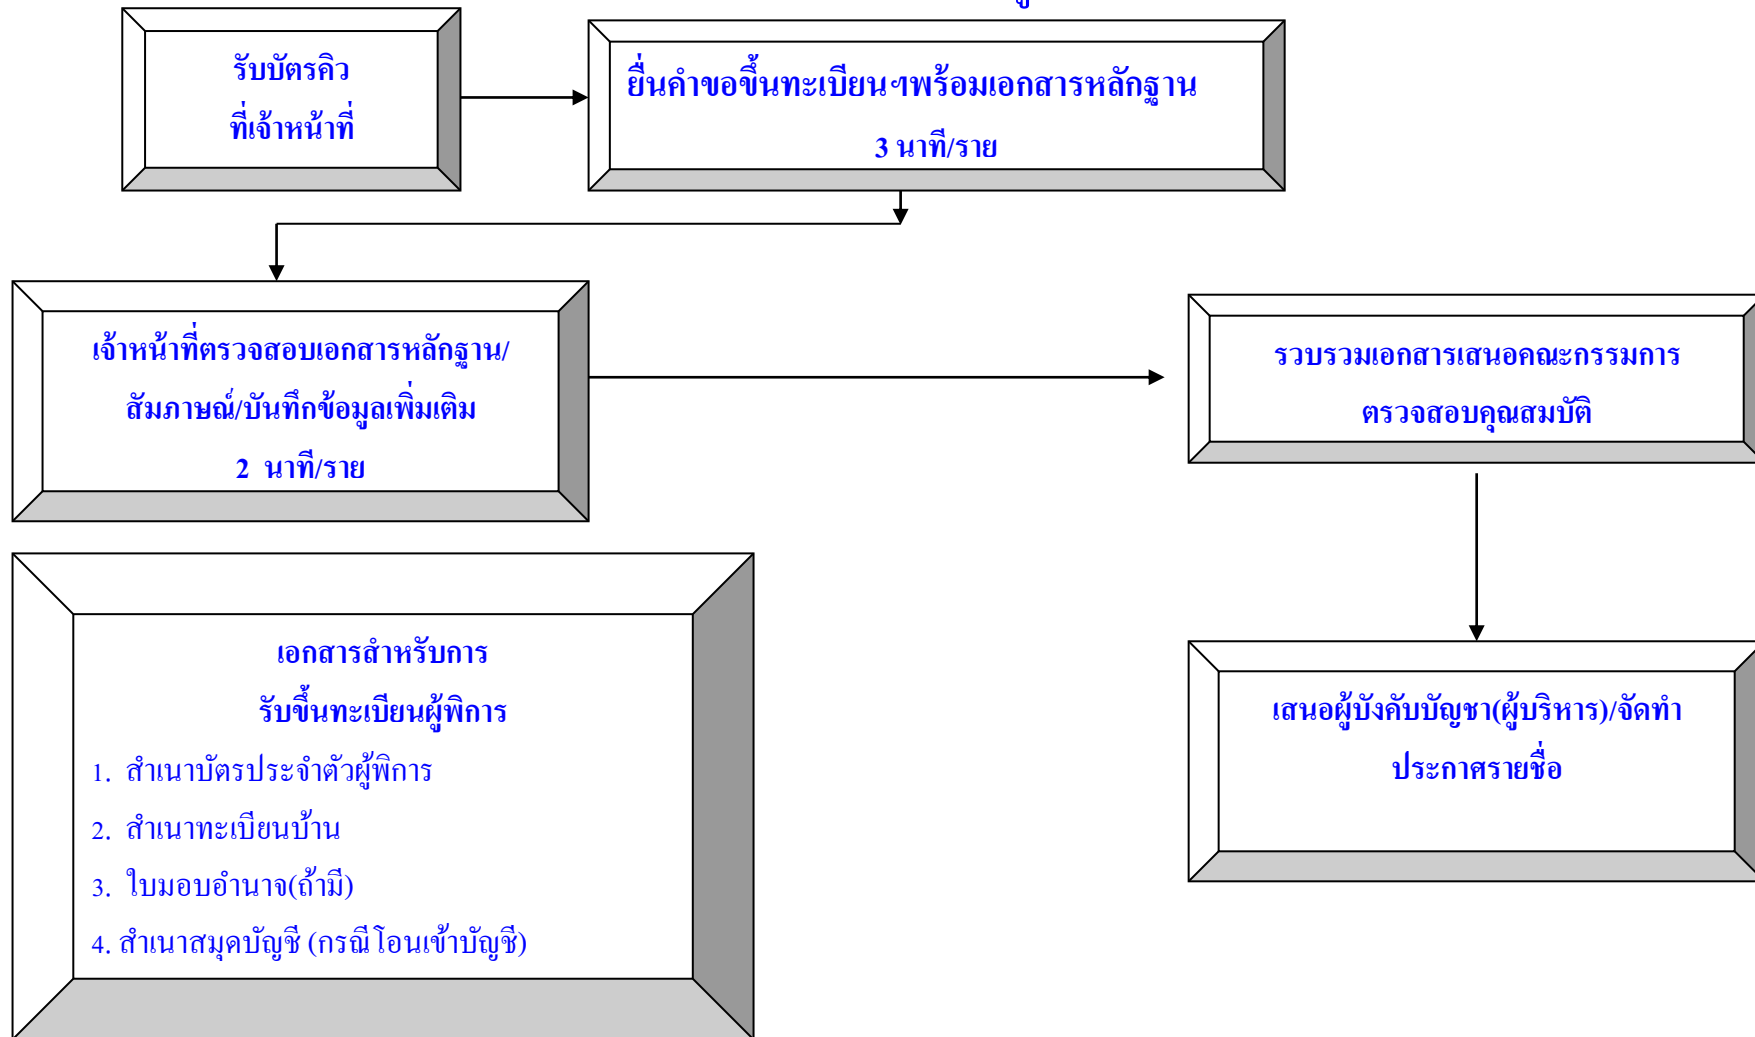 รับบัตรคิว
ที่เจ้าหน้าที่
ยื่นคำขอขึ้นทะเบียนฯพร้อมเอกสารหลักฐาน
3 นาที/ราย
เจ้าหน้าที่ตรวจสอบเอกสารหลักฐาน/
สัมภาษณ์/บันทึกข้อมูลเพิ่มเติม
2 นาที/ราย
รวบรวมเอกสารเสนอคณะกรรมการ
ตรวจสอบคุณสมบัติ
เสนอผู้บังคับบัญชา(ผู้บริหาร)/จัดทำ
ประกาศรายชื่อ
เอกสารสำหรับการ
รับขึ้นทะเบียนผู้พิการ
1. สำเนาบัตรประจำตัวผู้พิการ
2. สำเนาทะเบียนบ้าน
3. ใบมอบอำนาจ(ถ้ามี)
4. สำเนาสมุดบัญชี (กรณีโอนเข้าบัญชี)